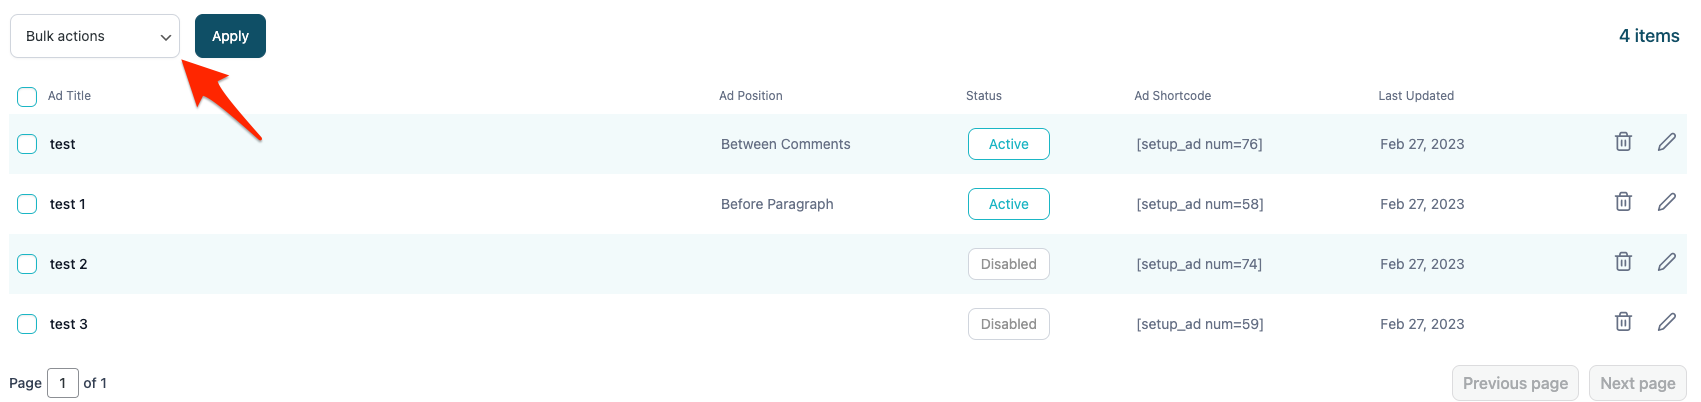 Bulk actions Apply 4 items
Ad Title Ad Position Status Ad Shortcode Last Updated
test Between Comments Active [setup_ad num=76] Feb 27, 2023
test 1 Before Paragraph Active [setup_ad num=58] Feb 27, 2023
test 2 Disabled [setup_ad num=74] Feb 27, 2023
test 3 Disabled [setup_ad num=59] Feb 27, 2023
Page 1 of 1 Previous page Next page